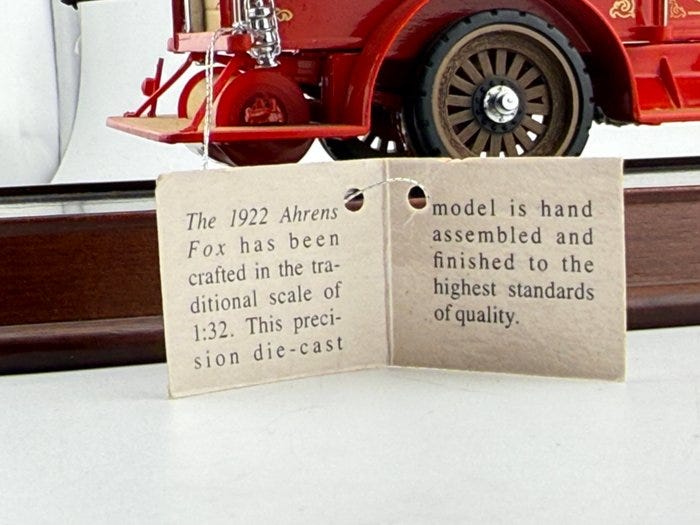 The 1922 Ahrens
Fox has been
crafted in the tra-
ditional scale of
1:32. This preci-
sion die-cast
model is hand
assembled and
finished to the
highest standards
of quality.